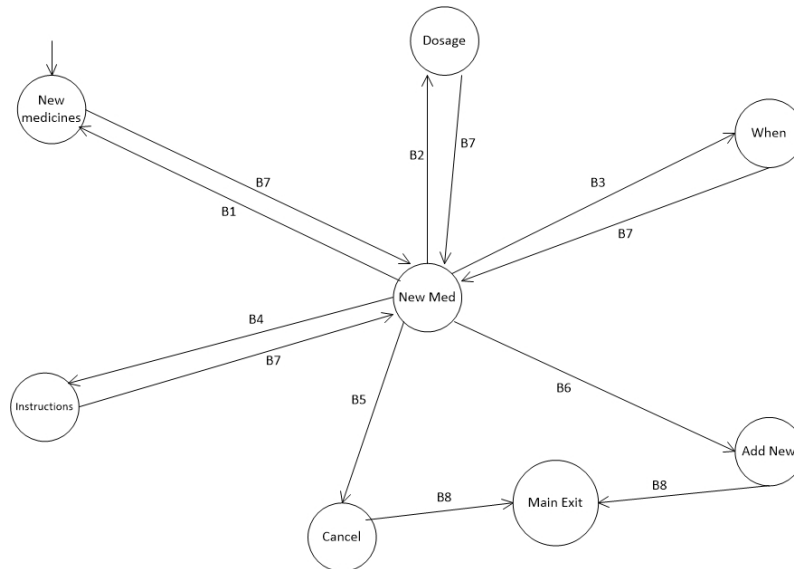 Dosage
New
medicines
When
B2
B7
B3
B7
B1
B7
New Med
B4
B7
Instructions
B5
B6
Add New
B8
B8
Main Exit
Cancel